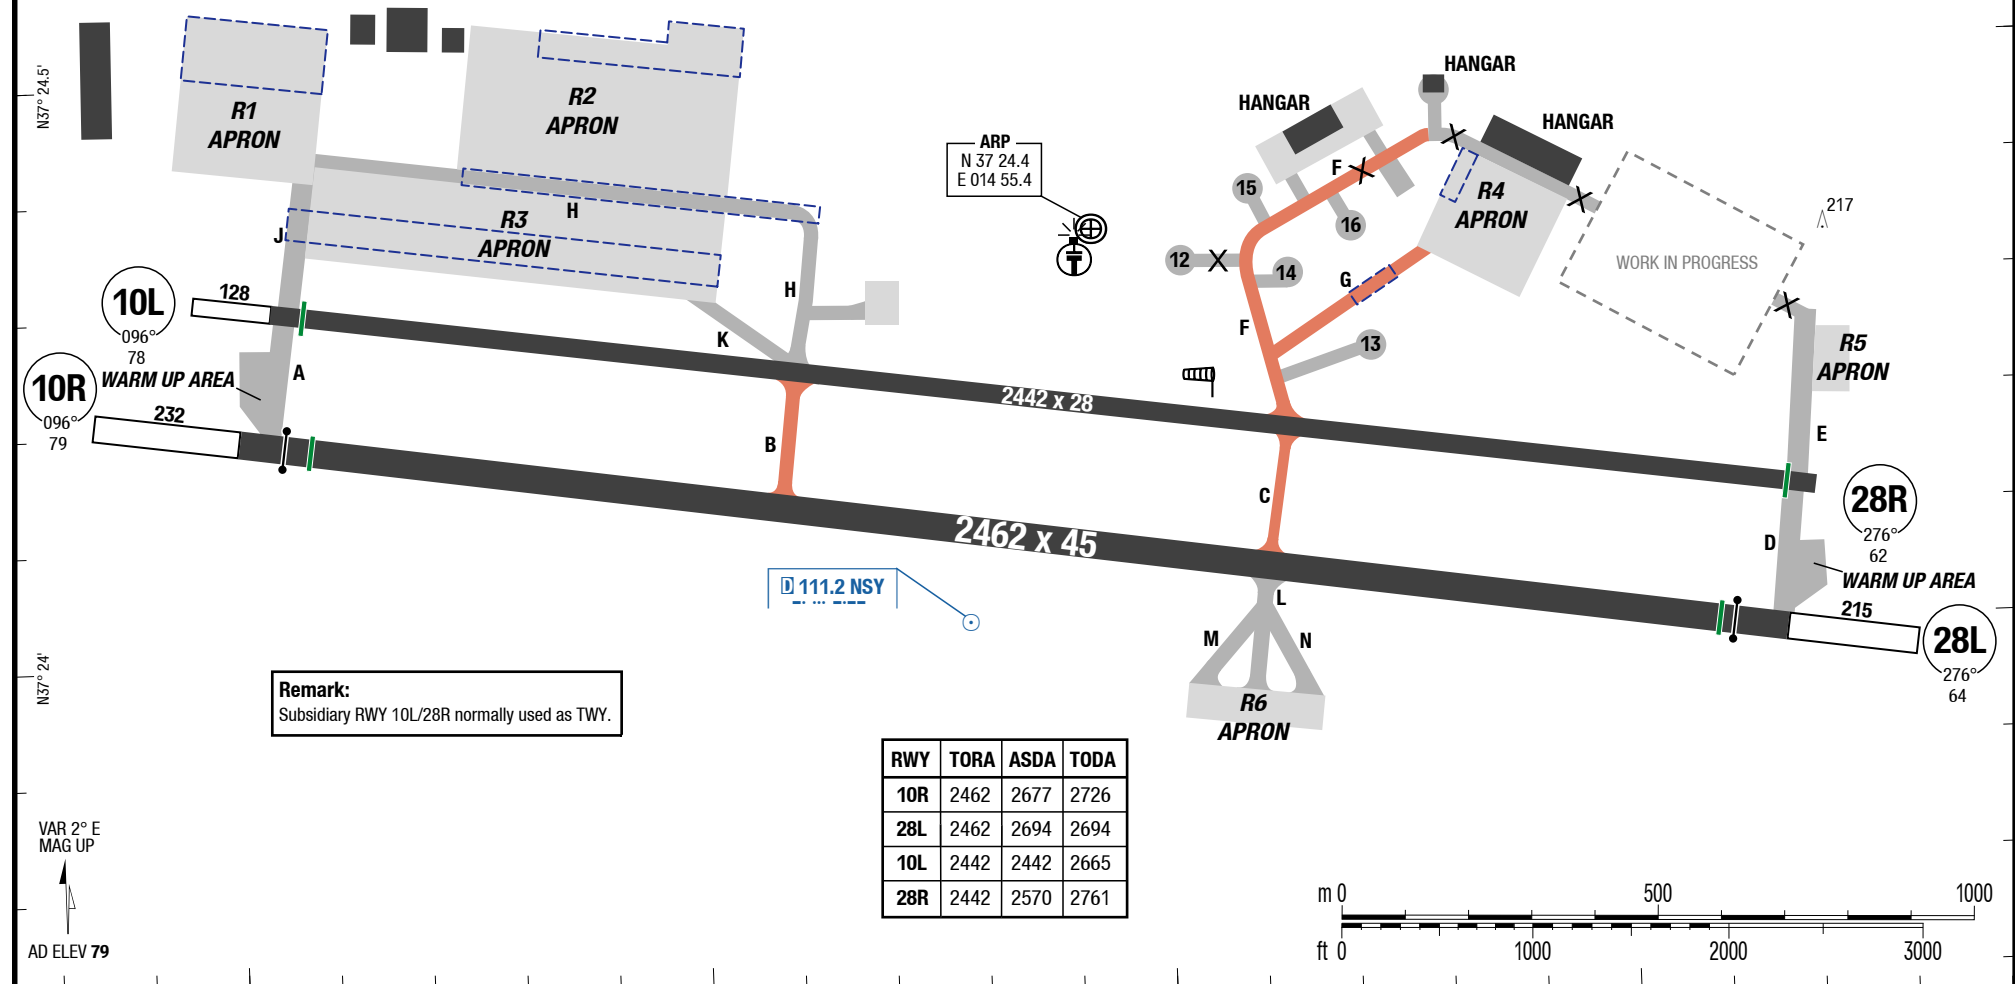 N37° 24.5'
R1
APRON
R2
APRON
HANGAR
HANGAR
HANGAR
ARP
N 37 24.4
E 014 55.4
F
15
16
R4
APRON
217
H
R3
APRON
J
12
14
G
WORK IN PROGRESS
10L
096°
78
128
H
F
K
13
R5
APRON
10R
096°
79
WARM UP AREA
A
232
2442 x 28
B
E
C
28R
276°
62
2462 x 45
D
WARM UP AREA
D 111.2 NSY
L
M
N
215
28L
276°
64
N37° 24'
R6
APRON
Remark:
Subsidiary RWY 10L/28R normally used as TWY.
RWY TORA ASDA TODA
10R 2462 2677 2726
28L 2462 2694 2694
10L 2442 2442 2665
28R 2442 2570 2761
VAR 2° E
MAG UP
AD ELEV 79
m 0 500 1000
ft 0 1000 2000 3000